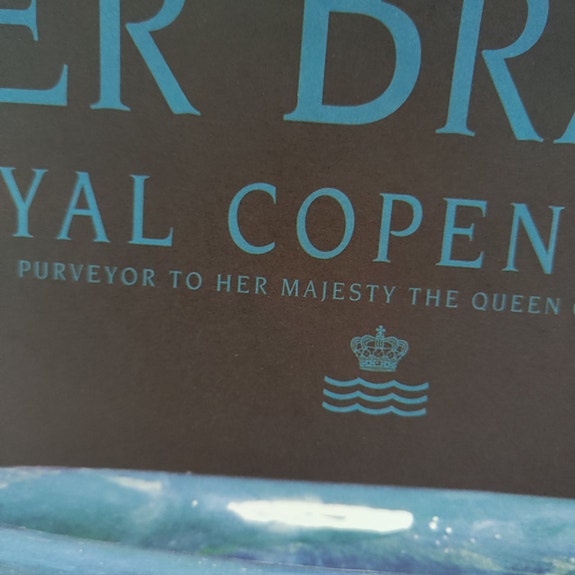 ER BRA
YAL COPEN
PURVEYOR TO HER MAJESTY THE QUEEN